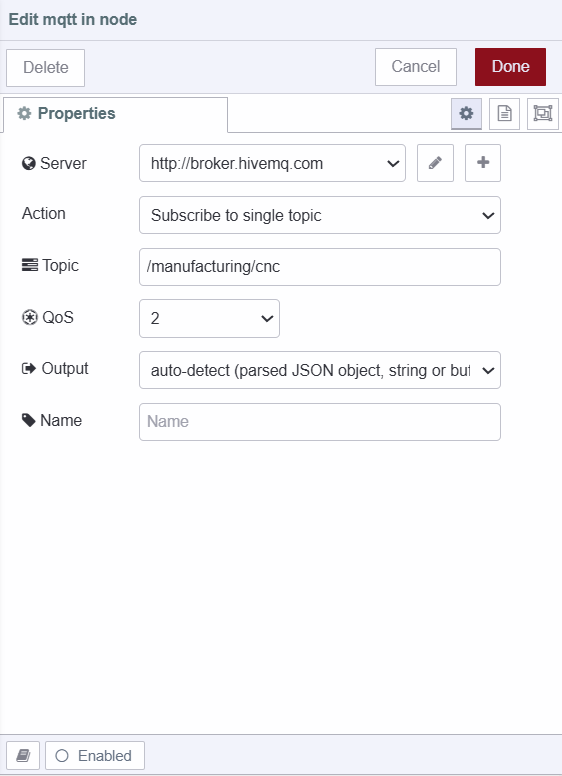 Edit mqtt in node
Delete Cancel Done
Properties
Server http://broker.hivemq.com
Action Subscribe to single topic
Topic /manufacturing/cnc
QoS 2
Output auto-detect (parsed JSON object, string or buf
Name Name
Enabled